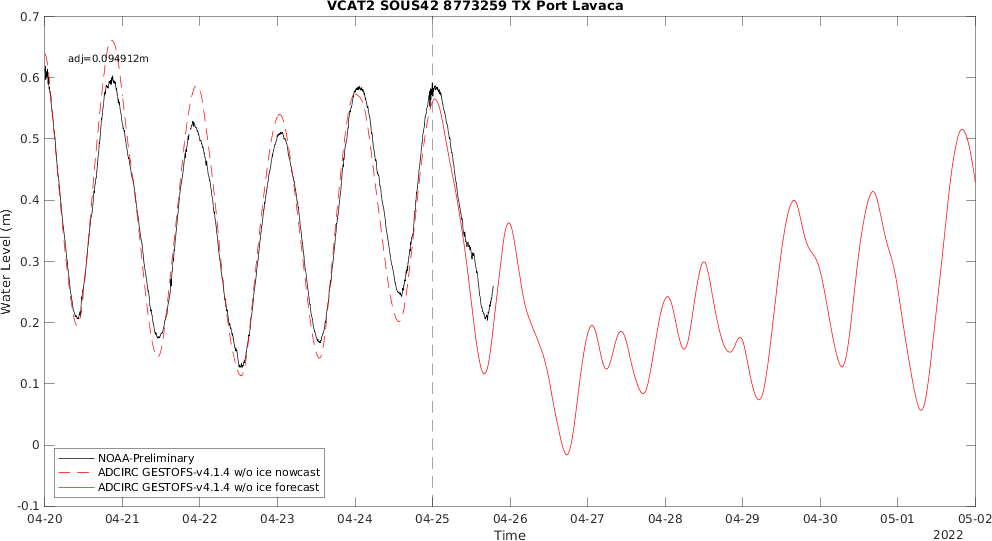 VCAT2 SOUS42 8773259 TX Port Lavaca
adj=0.094912m
0.7
0.6
0.5
0.4
0.3
0.2
0.1
0
-0.1
Water Level (m)
NOAA-Preliminary
ADCIRC GESTOFS-v4.1.4 w/o ice nowcast
ADCIRC GESTOFS-v4.1.4 w/o ice forecast
04-20 04-21 04-22 04-23 04-24 04-25 04-26 04-27 04-28 04-29 04-30 05-01 05-02
Time
2022